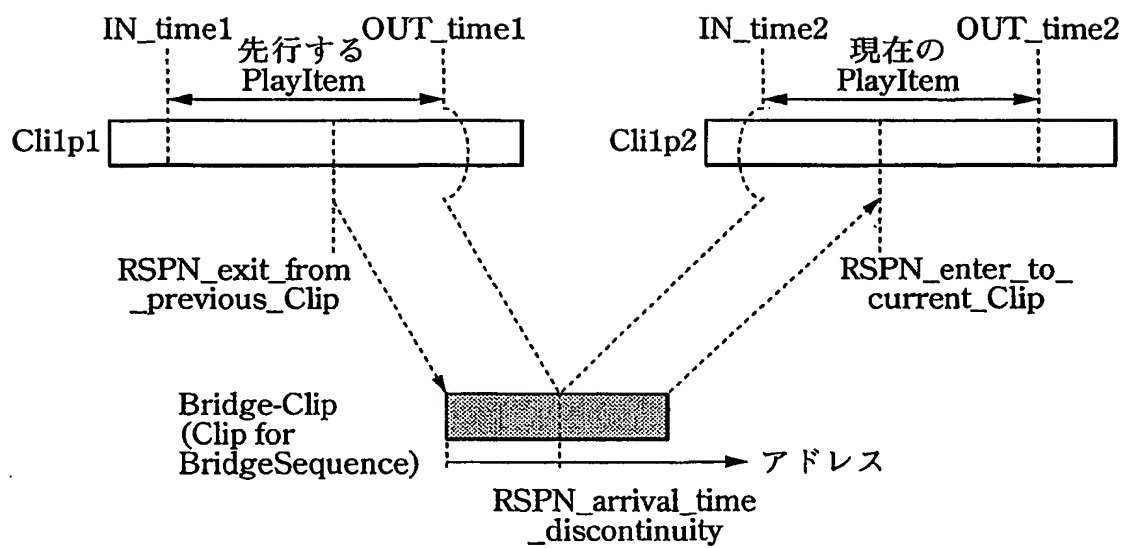 IN_time1
OUT_time1
IN_time2
OUT_time2
先行する
PlayItem
現在の
PlayItem
Cli1p1
Cli1p2
RSPN_exit_from
_previous_Clip
RSPN_enter_to_
current_Clip
Bridge-Clip
(Clip for
BridgeSequence)
アドレス
RSPN_arrival_time
_discontinuity